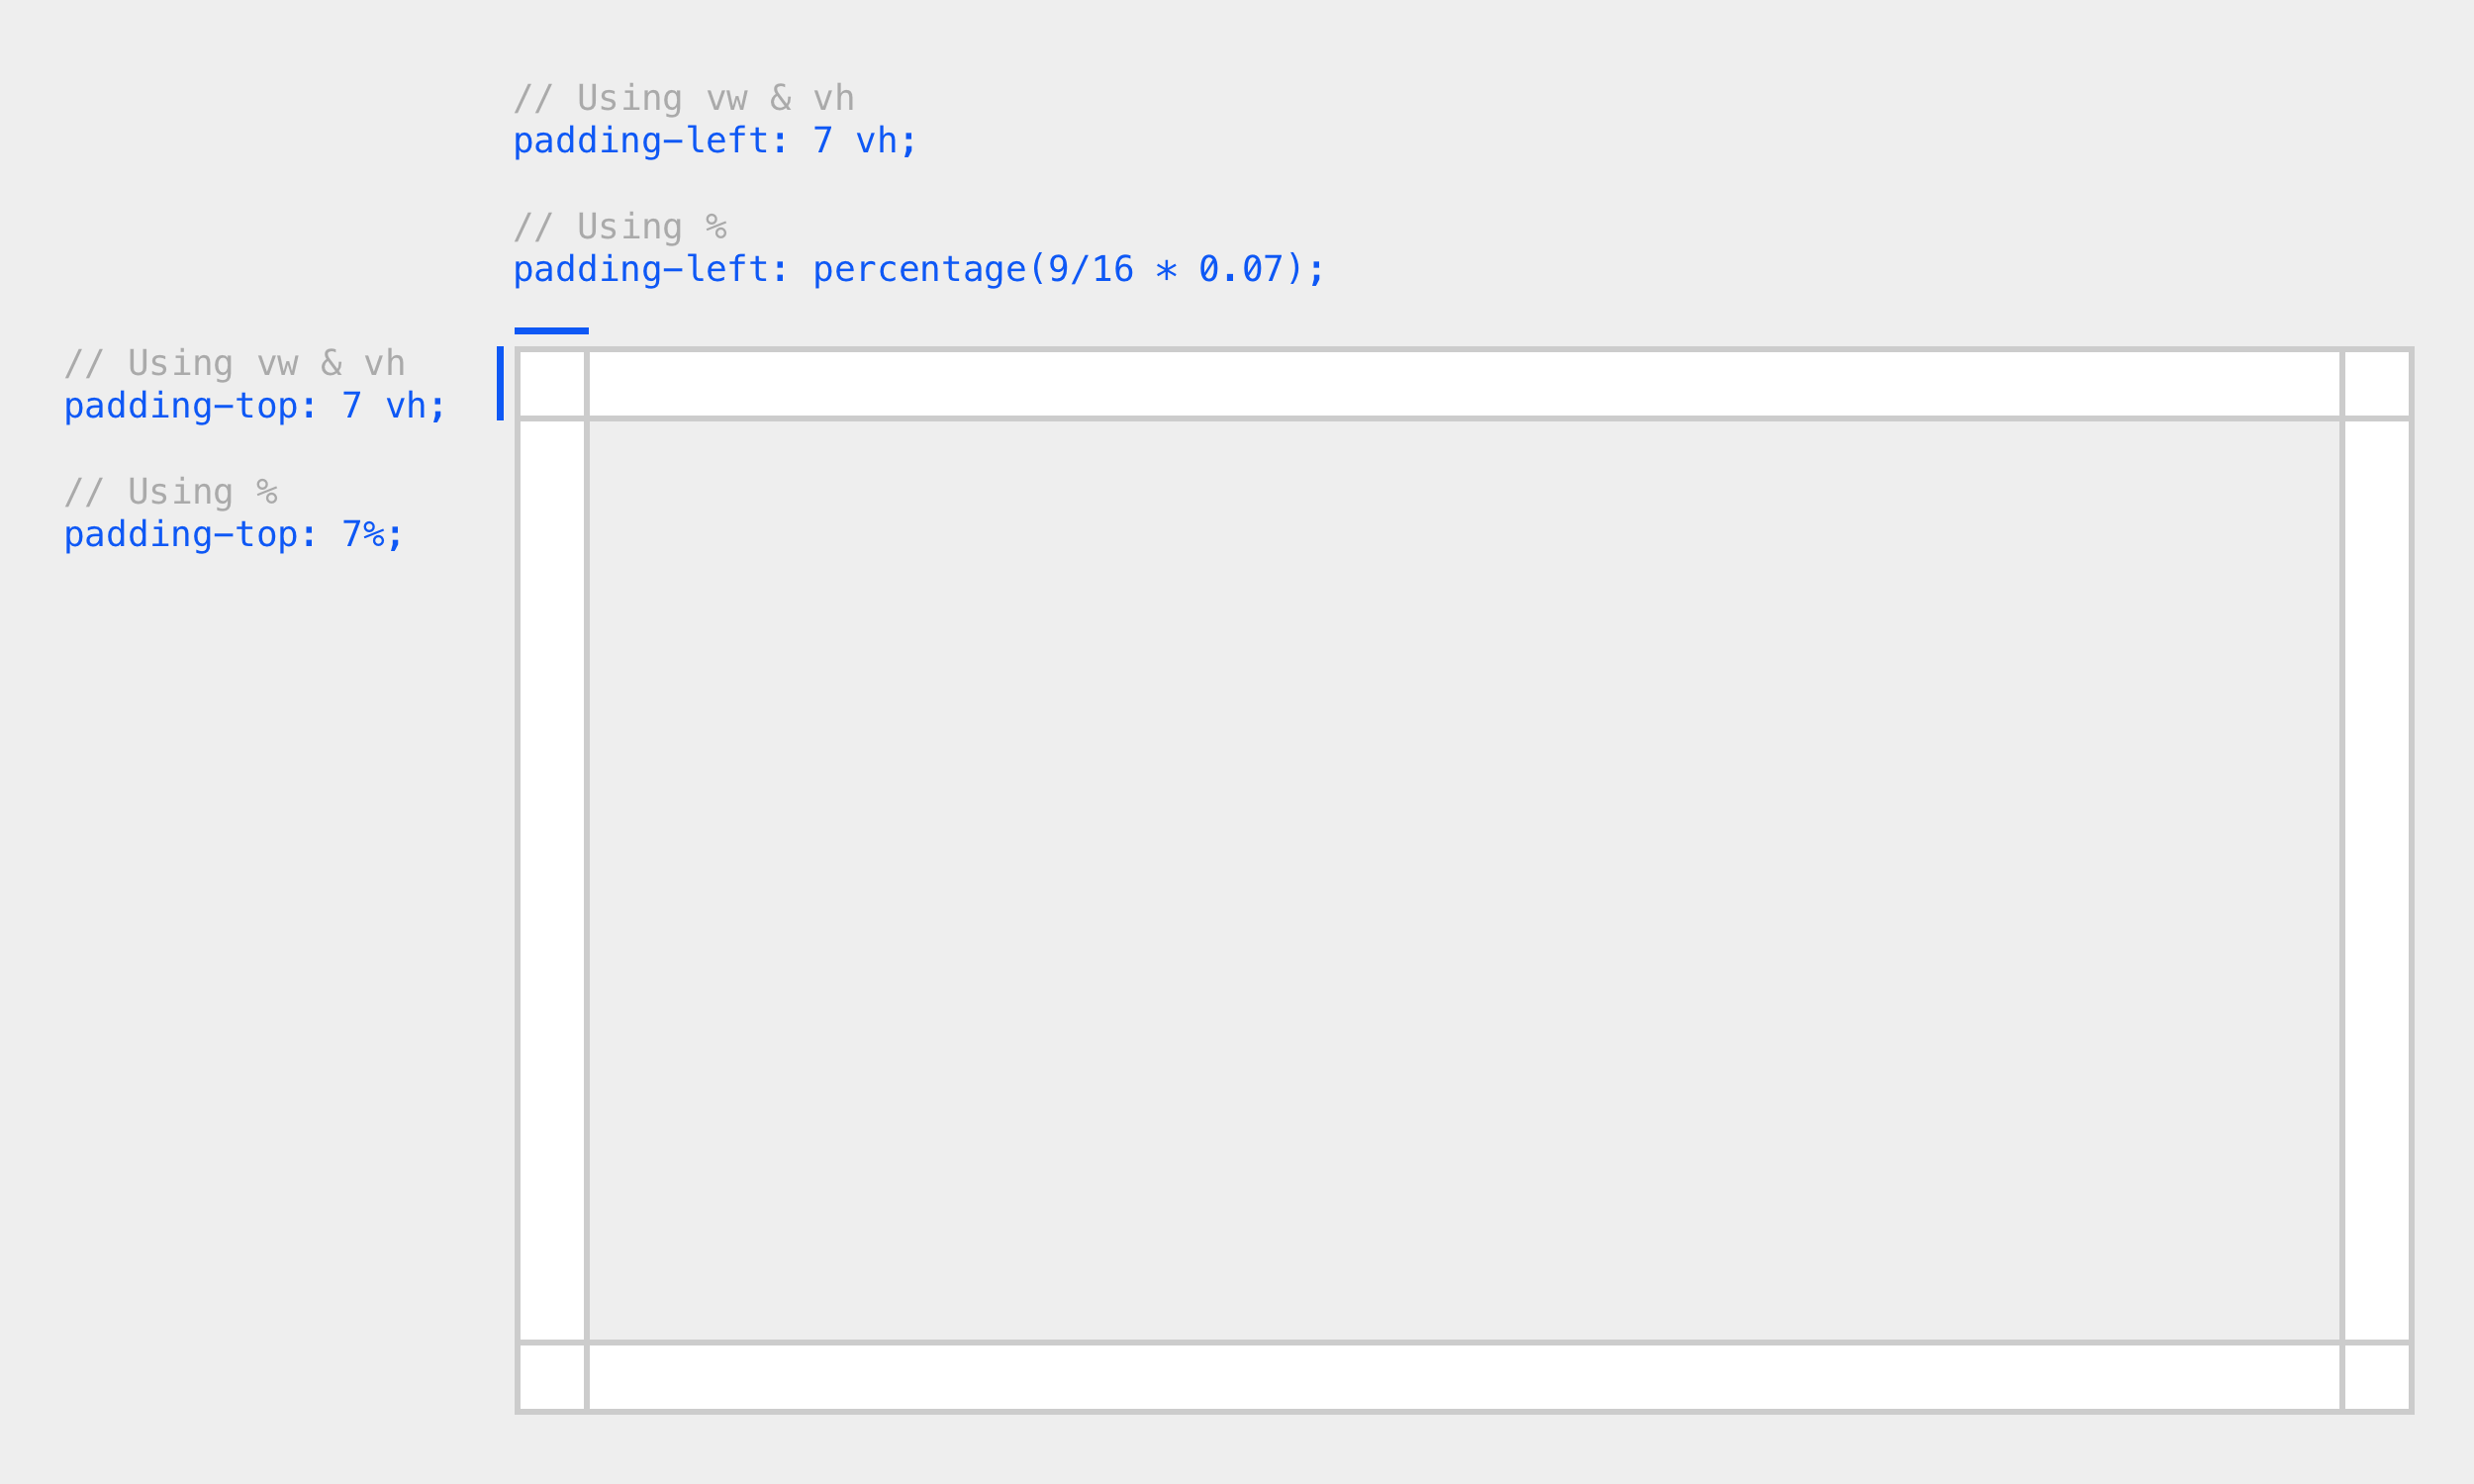 // Using vw & vh
padding-left: 7 vh;
// Using %
padding-left: percentage(9/16 * 0.07);
// Using vw & vh
padding-top: 7 vh;
// Using %
padding-top: 7%;